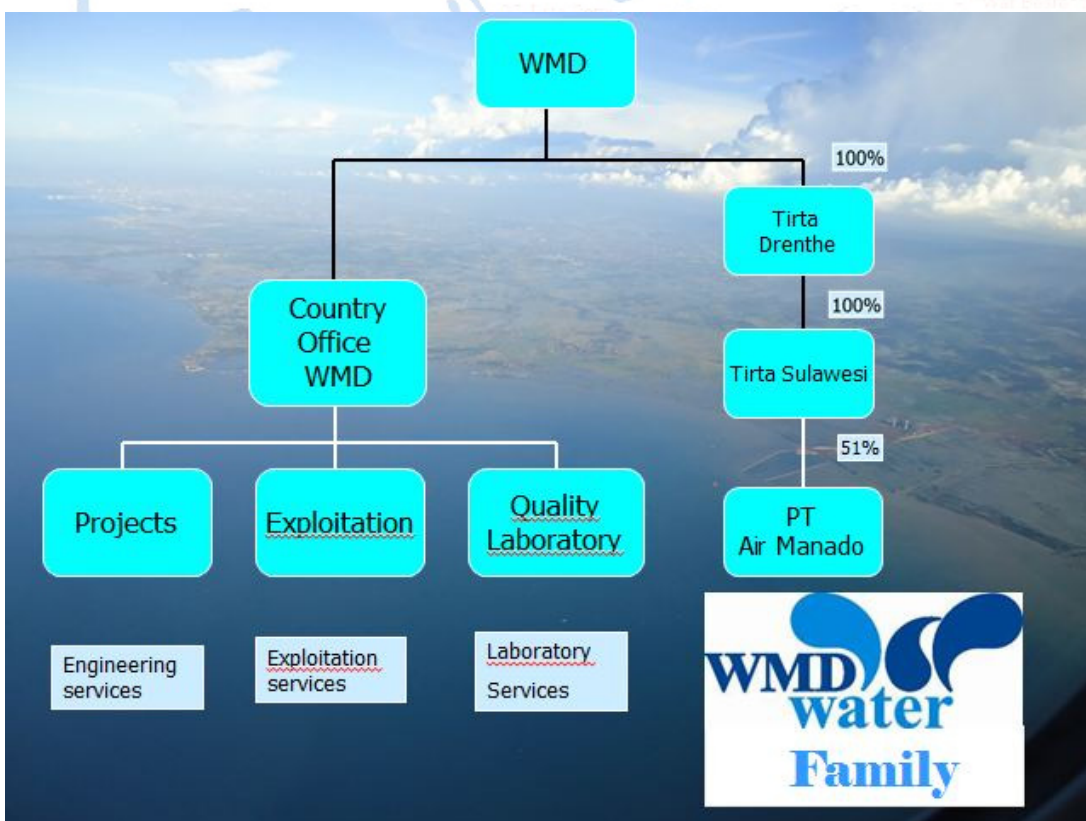 WMD
100%
Tirta
Drenthe
100%
Country
Office
WMD
Tirta Sulawesi
51%
Projects
Exploitation
Quality
Laboratory
PT
Air Manado
Engineering
services
Exploitation
services
Laboratory
Services
WMD
water
Family